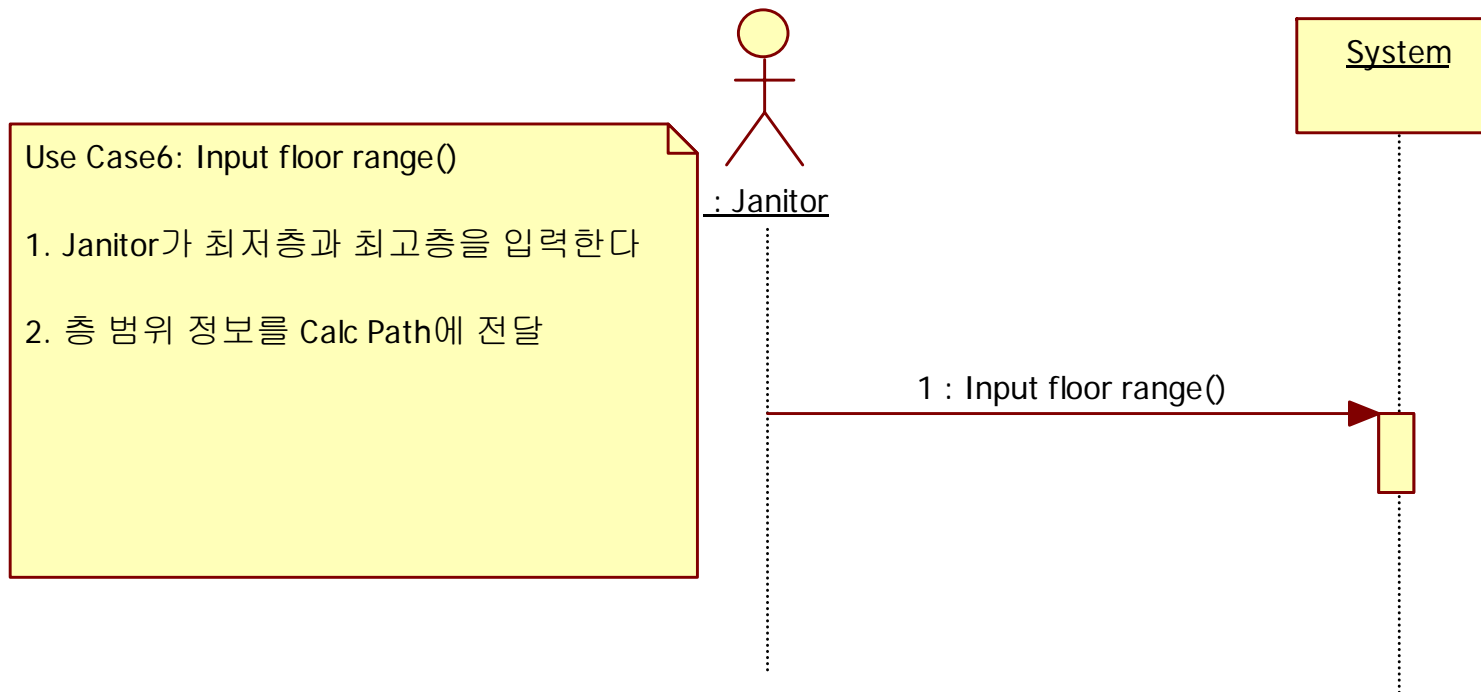 System
Use Case6: Input floor range()
: Janitor
1. Janitor가 최저층과 최고층을 입력한다
2. 층 범위 정보를 Calc Path에 전달
1 : Input floor range()